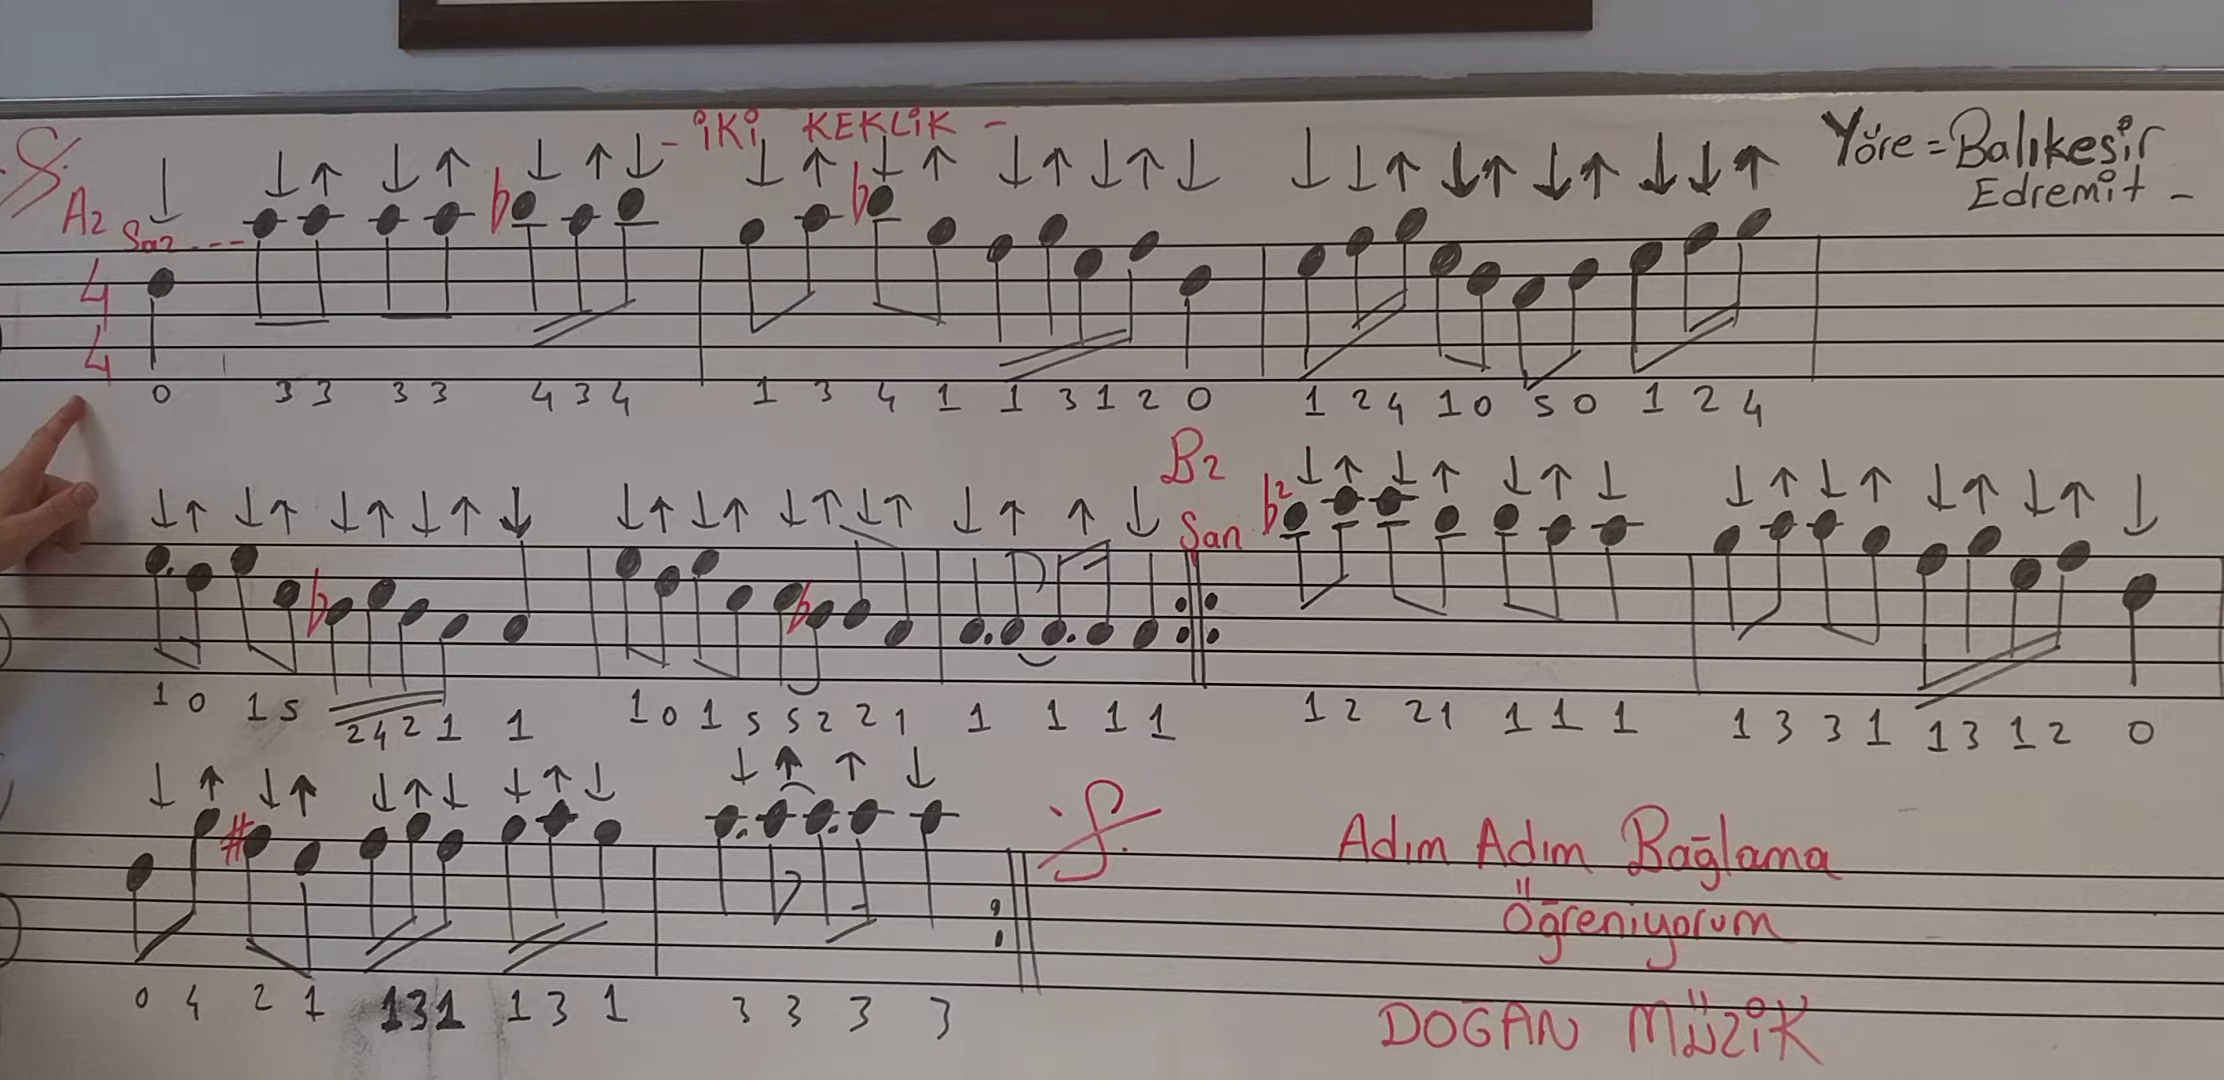 - İKİ KEKLİK -
Yöre = Balıkesir
Edremit -
A2 Saz ---
4
4
0 3 3 3 3 4 3 4 1 3 4 1 1 3 1 2 0 1 2 4 1 0 5 0 1 2 4
B2
San
1 0 1 5 2 4 2 1 1 1 0 1 5 5 2 2 1 1 1 1 1 1 2 2 1 1 1 1 1 3 3 1 1 3 1 2 0
Adım Adım Bağlama
Öğreniyorum
0 4 2 1 1 3 1 1 3 1 3 3 3 3
DOĞAN MÜZİK